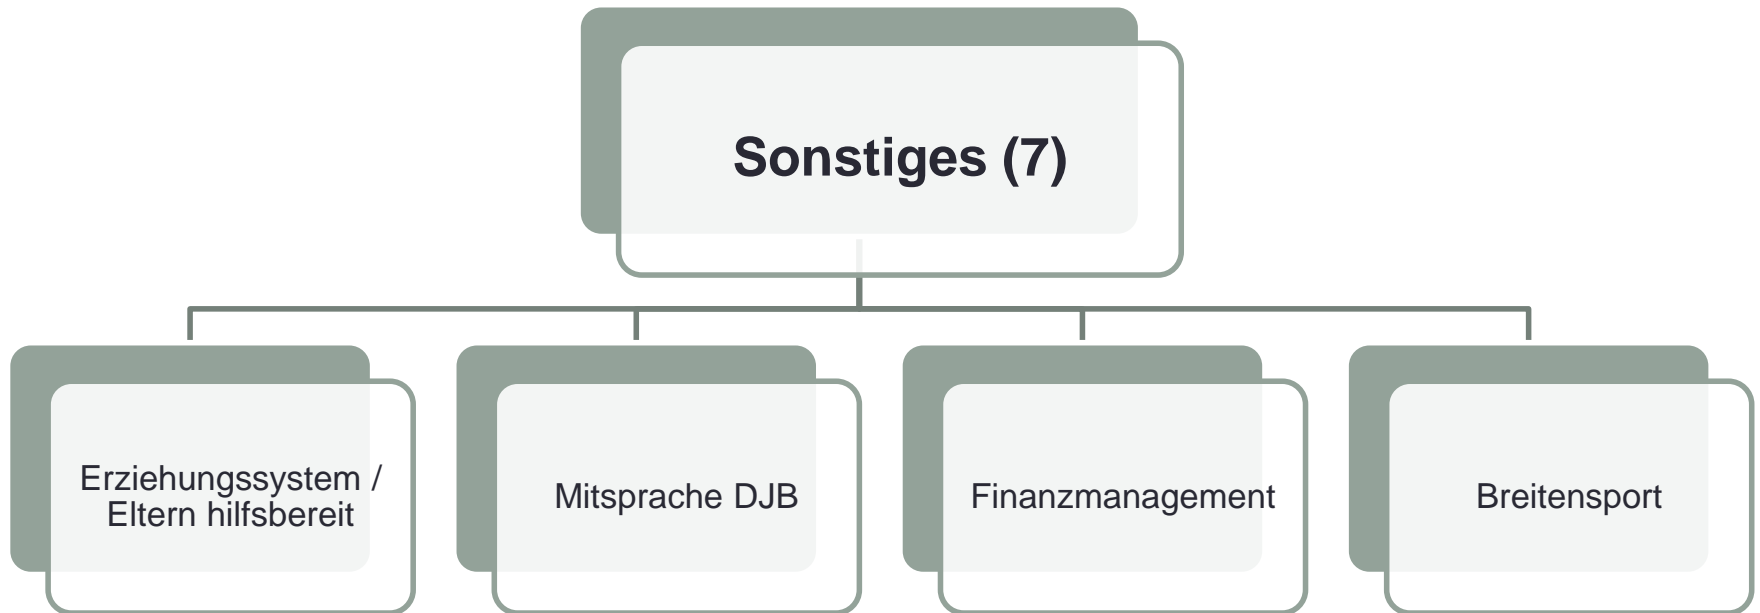 Sonstiges (7)
Erziehungssystem /
Eltern hilfsbereit
Mitsprache DJB
Finanzmanagement
Breitensport